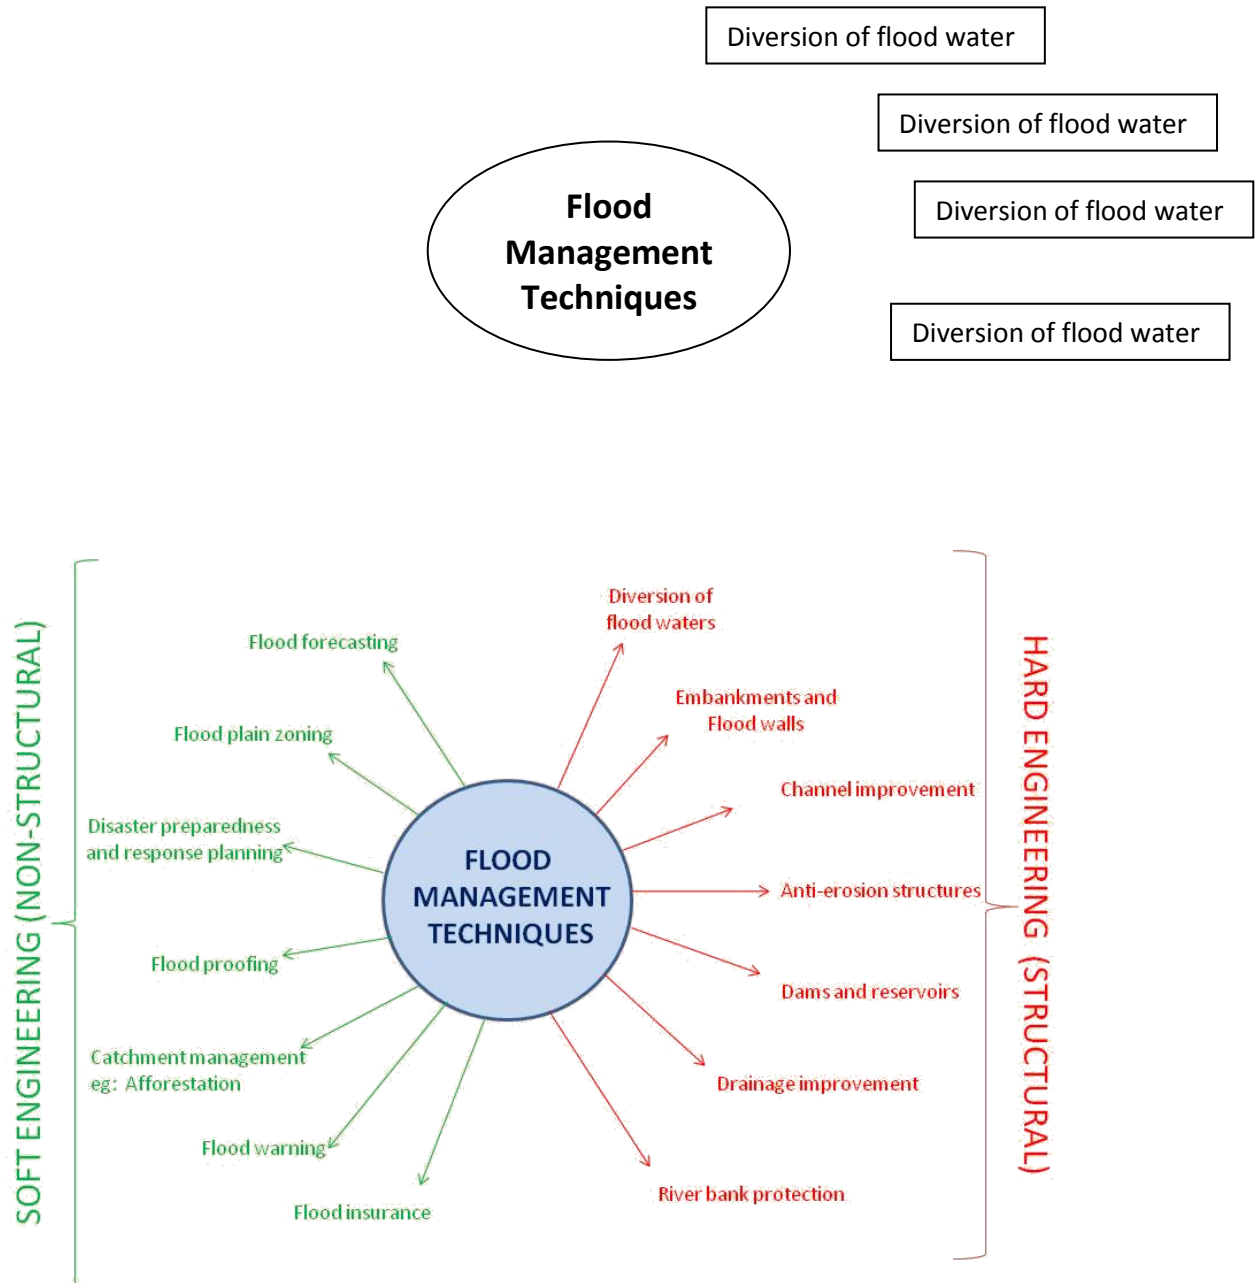 Diversion of flood water
Diversion of flood water
Flood
Management
Techniques
Diversion of flood water
Diversion of flood water
SOFT ENGINEERING (NON-STRUCTURAL)
Flood forecasting
Flood plain zoning
Disaster preparedness
and response planning
Flood proofing
Catchment management
eg: Afforestation
Flood warning
Flood insurance
FLOOD
MANAGEMENT
TECHNIQUES
Diversion of
flood waters
Embankments and
Flood walls
Channel improvement
Anti-erosion structures
Dams and reservoirs
Drainage improvement
River bank protection
HARD ENGINEERING (STRUCTURAL)